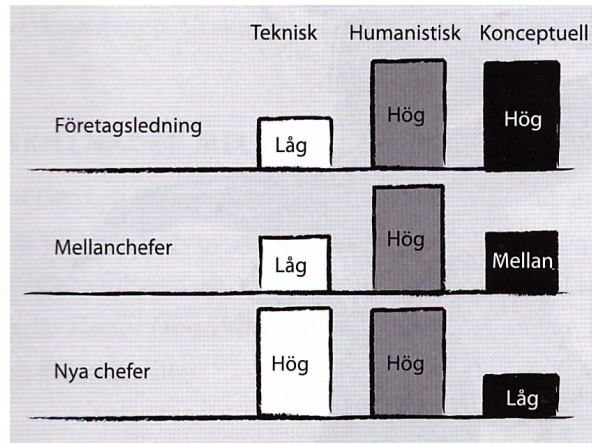 Teknisk Humanistisk Konceptuell
Företagsledning Låg Hög Hög
Mellanchefer Låg Hög Mellan
Nya chefer Hög Hög Låg